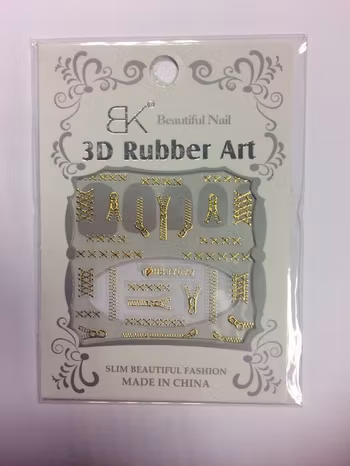 BK® Beautiful Nail
3D Rubber Art
SLIM BEAUTIFUL FASHION
MADE IN CHINA